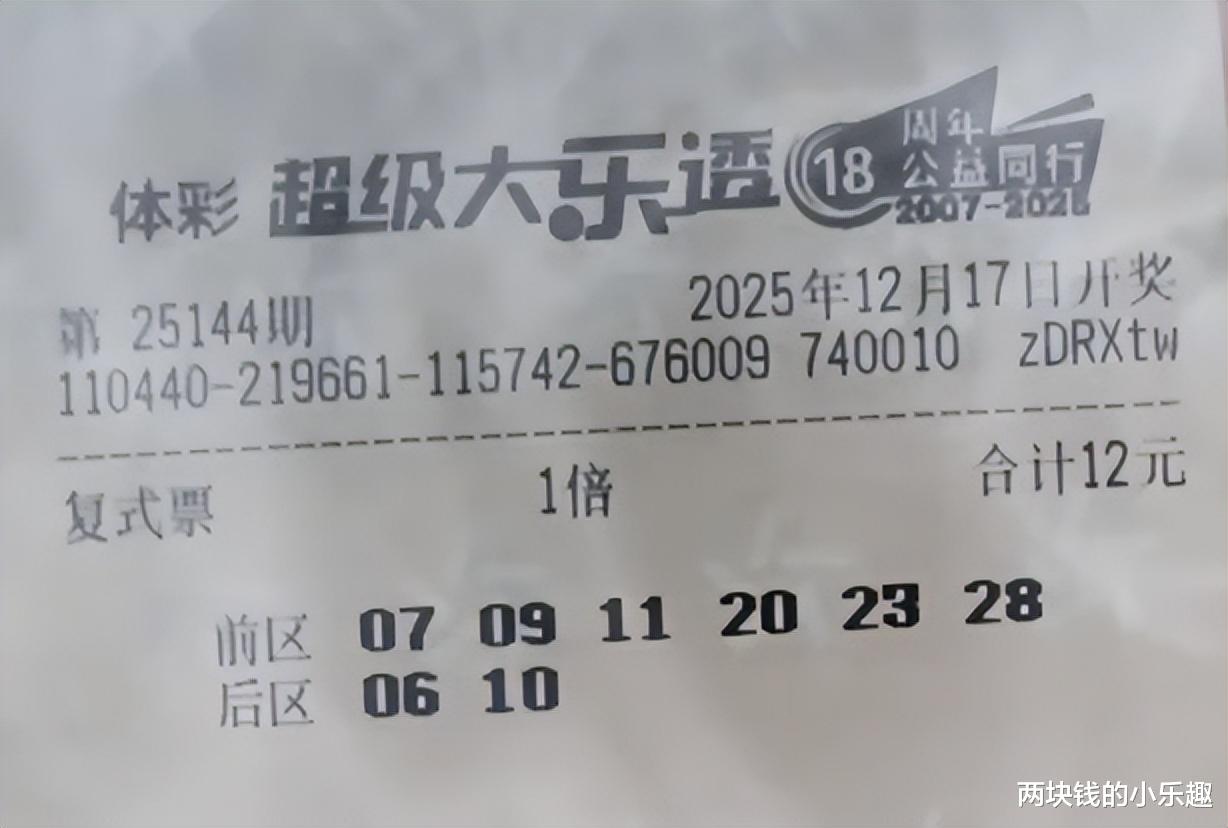 体彩 超级大乐透 18 周年
公益同行
2007-2025
第 25144期 2025年12月17日开奖
110440-219661-115742-676009 740010 zDRXtw
复式票 1倍 合计12元
前区 07 09 11 20 23 28
后区 06 10
两块钱的小乐趣